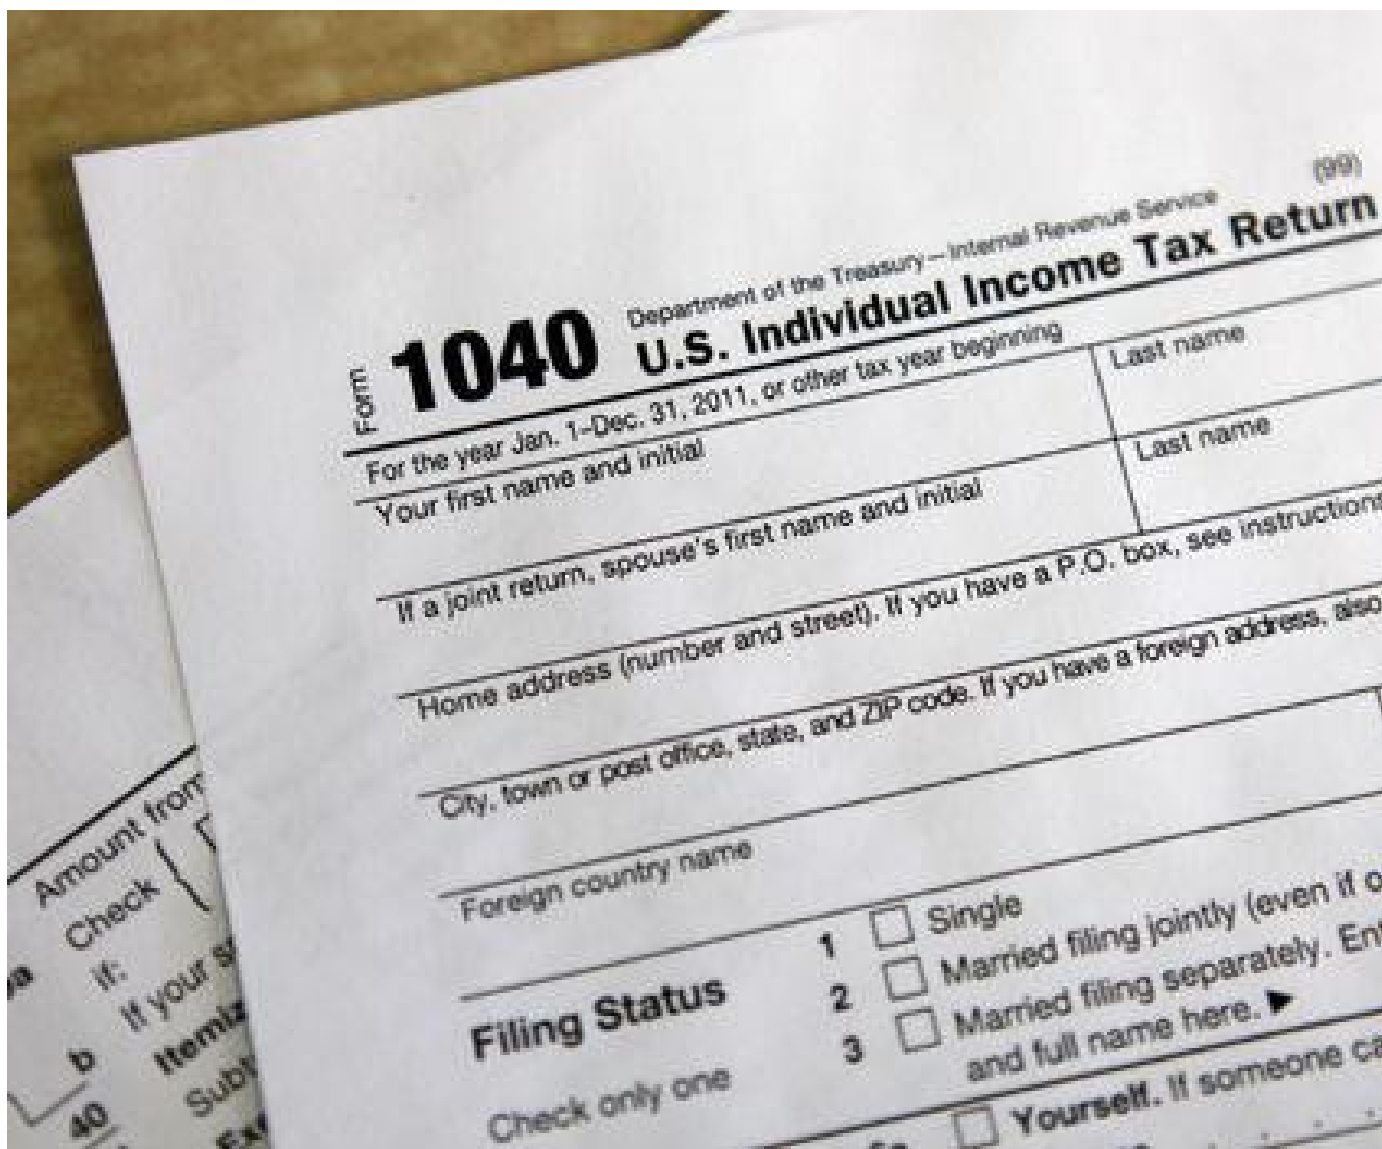 (99)
Department of the Treasury—Internal Revenue Service
Form 1040 U.S. Individual Income Tax Return
For the year Jan. 1–Dec. 31, 2011, or other tax year beginning
Your first name and initial Last name
If a joint return, spouse's first name and initial Last name
Home address (number and street). If you have a P.O. box, see instructions
City, town or post office, state, and ZIP code. If you have a foreign address, also
Foreign country name
Filing Status
Check only one
1 Single
2 Married filing jointly (even if o
3 Married filing separately. Ent
and full name here. ▶
Yourself. If someone ca
Amount from
Check
if:
If your s
b
Itemiz
40
Subt